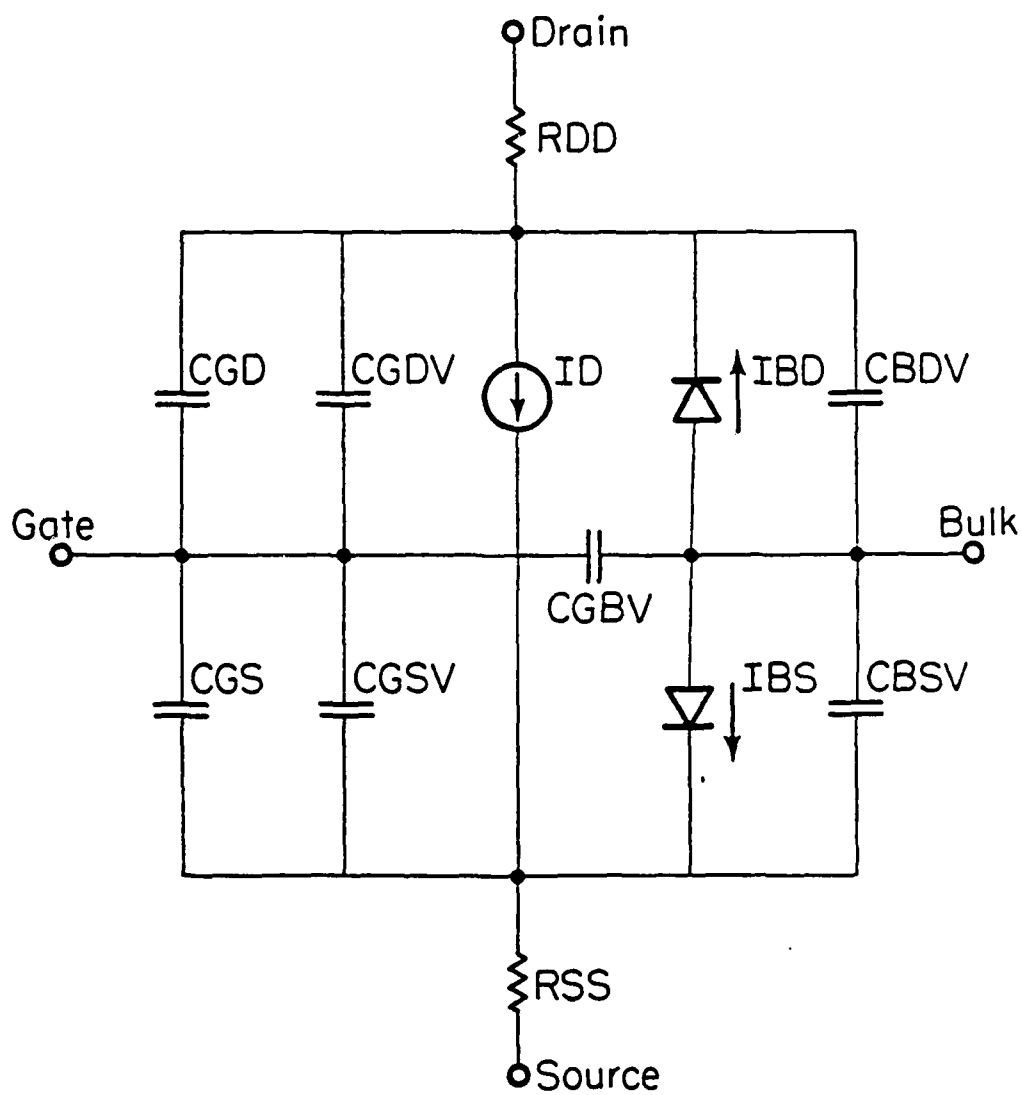 Drain
RDD
CGD
CGDV
ID
IBD
CBDV
Gate
Bulk
CGBV
CGS
CGSV
IBS
CBSV
RSS
Source